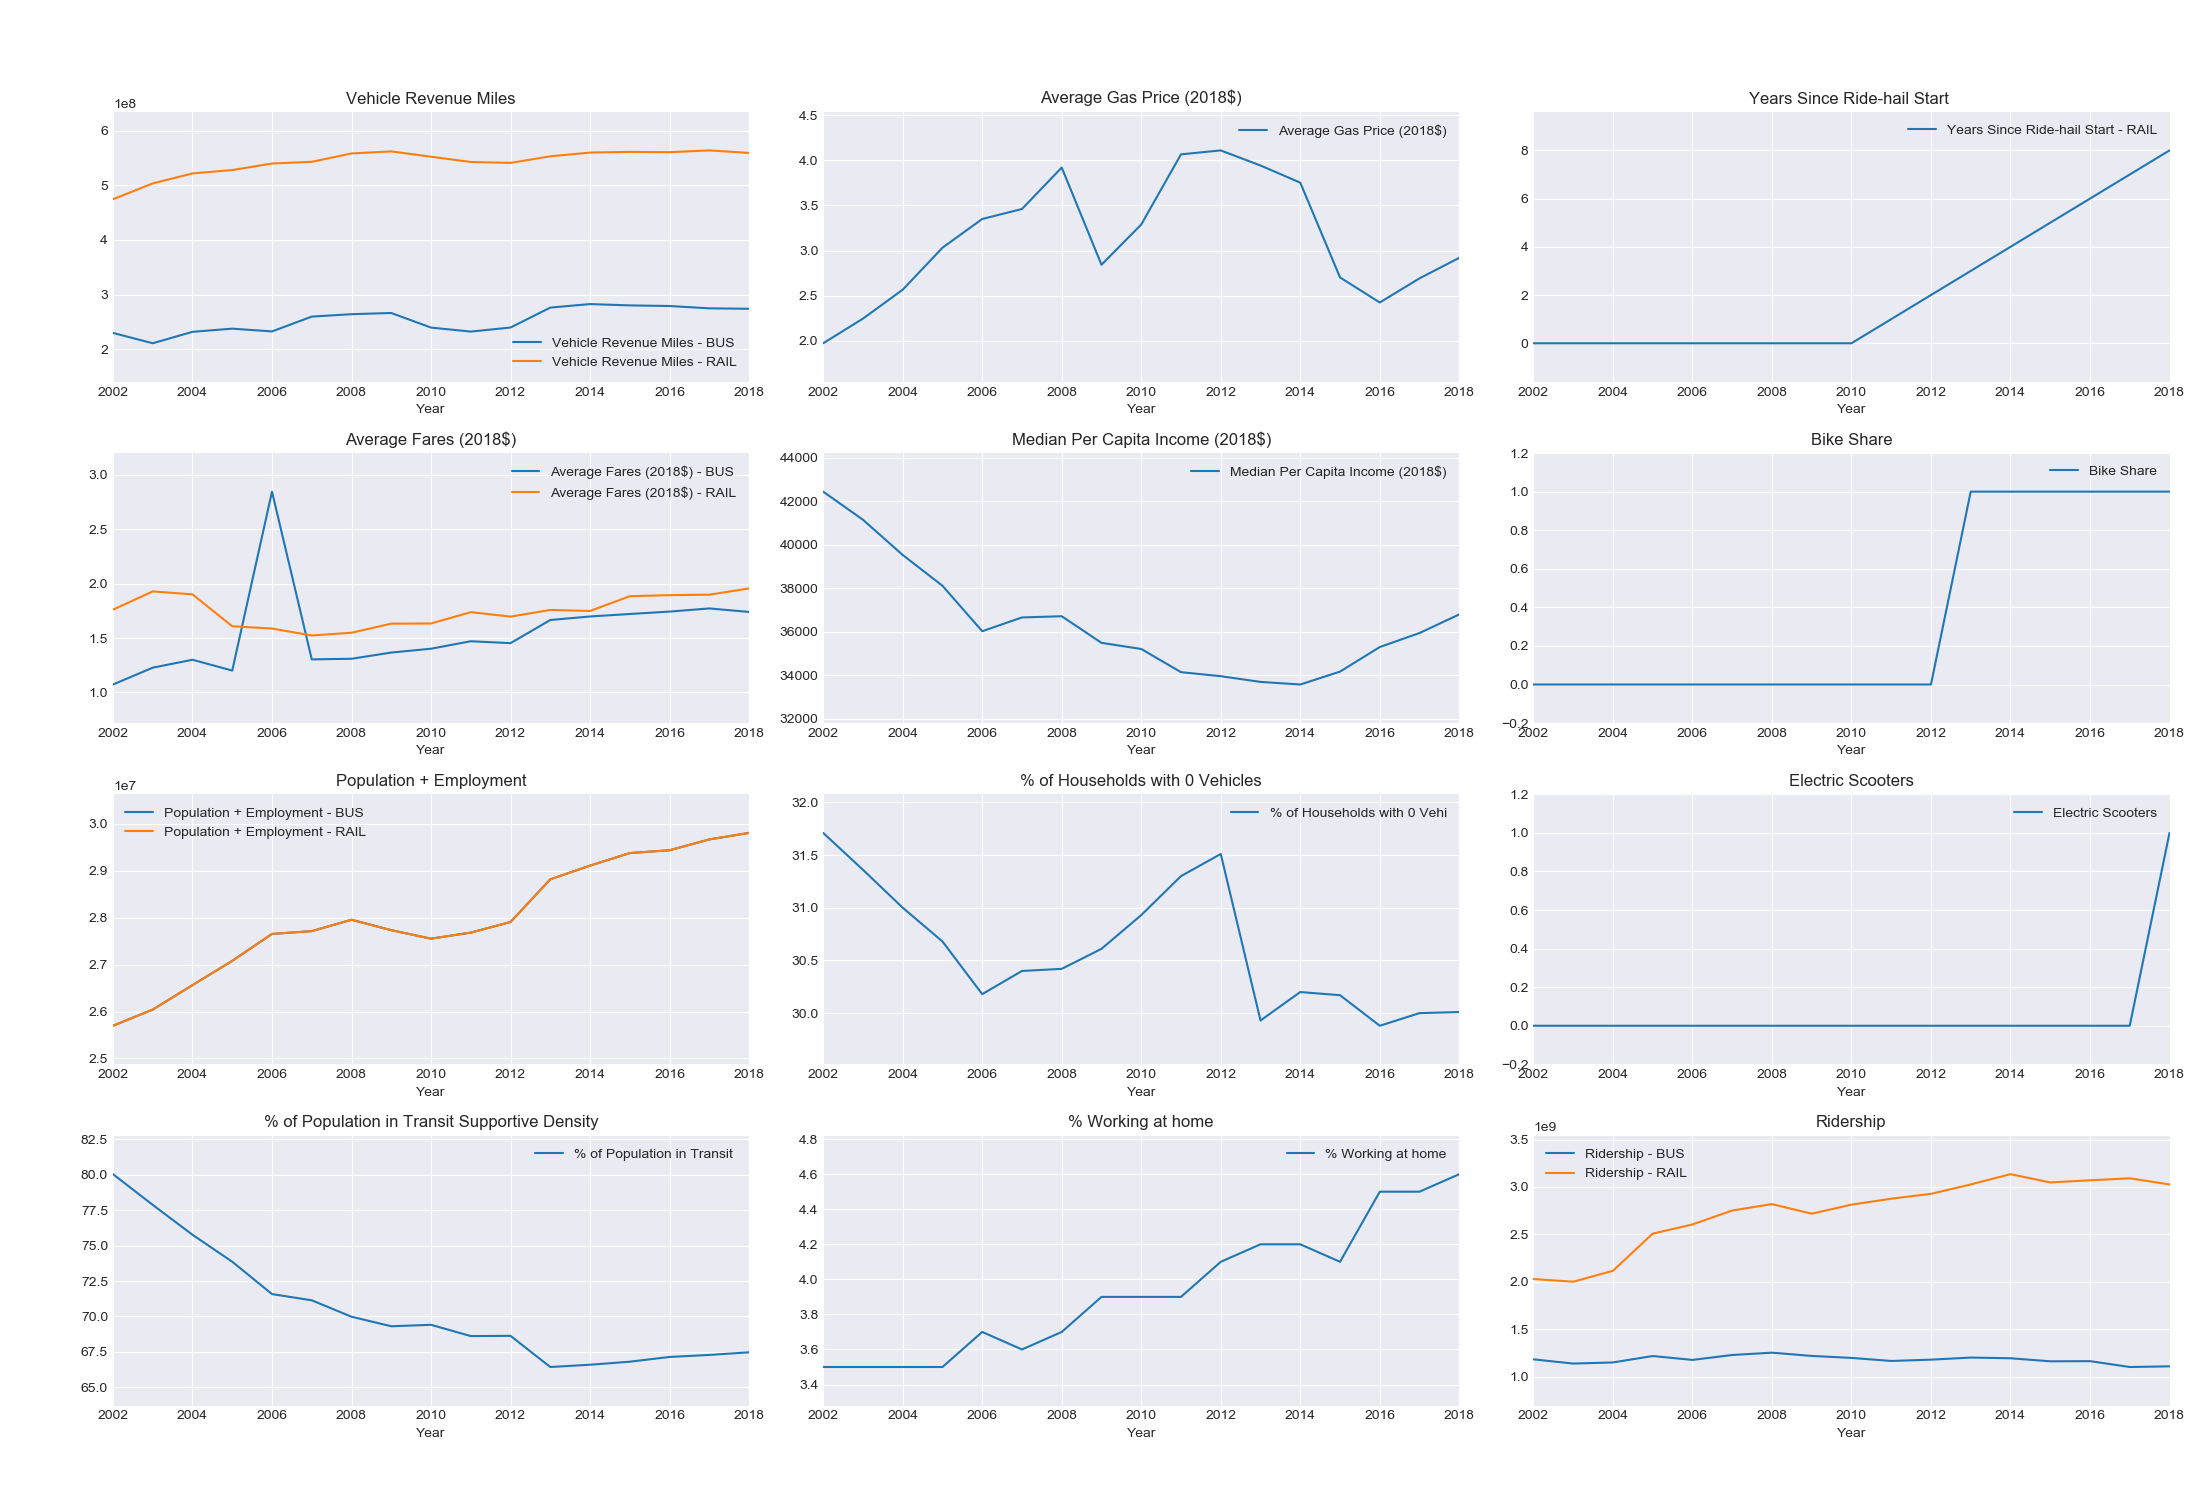 Vehicle Revenue Miles
1e8
6
5
4
3
2
Vehicle Revenue Miles - BUS
Vehicle Revenue Miles - RAIL
2002 2004 2006 2008 2010 2012 2014 2016 2018
Year
Average Gas Price (2018$)
4.5
4.0
3.5
3.0
2.5
2.0
Average Gas Price (2018$)
2002 2004 2006 2008 2010 2012 2014 2016 2018
Year
Years Since Ride-hail Start
8
6
4
2
0
Years Since Ride-hail Start - RAIL
2002 2004 2006 2008 2010 2012 2014 2016 2018
Year
Average Fares (2018$)
3.0
2.5
2.0
1.5
1.0
Average Fares (2018$) - BUS
Average Fares (2018$) - RAIL
2002 2004 2006 2008 2010 2012 2014 2016 2018
Year
Median Per Capita Income (2018$)
44000
42000
40000
38000
36000
34000
32000
Median Per Capita Income (2018$)
2002 2004 2006 2008 2010 2012 2014 2016 2018
Year
Bike Share
1.2
1.0
0.8
0.6
0.4
0.2
0.0
−0.2
Bike Share
2002 2004 2006 2008 2010 2012 2014 2016 2018
Year
Population + Employment
1e7
3.0
2.9
2.8
2.7
2.6
2.5
Population + Employment - BUS
Population + Employment - RAIL
2002 2004 2006 2008 2010 2012 2014 2016 2018
Year
% of Households with 0 Vehicles
32.0
31.5
31.0
30.5
30.0
% of Households with 0 Vehi
2002 2004 2006 2008 2010 2012 2014 2016 2018
Year
Electric Scooters
1.2
1.0
0.8
0.6
0.4
0.2
0.0
−0.2
Electric Scooters
2002 2004 2006 2008 2010 2012 2014 2016 2018
Year
% of Population in Transit Supportive Density
82.5
80.0
77.5
75.0
72.5
70.0
67.5
65.0
% of Population in Transit
2002 2004 2006 2008 2010 2012 2014 2016 2018
Year
% Working at home
4.8
4.6
4.4
4.2
4.0
3.8
3.6
3.4
% Working at home
2002 2004 2006 2008 2010 2012 2014 2016 2018
Year
Ridership
1e9
3.5
3.0
2.5
2.0
1.5
1.0
Ridership - BUS
Ridership - RAIL
2002 2004 2006 2008 2010 2012 2014 2016 2018
Year